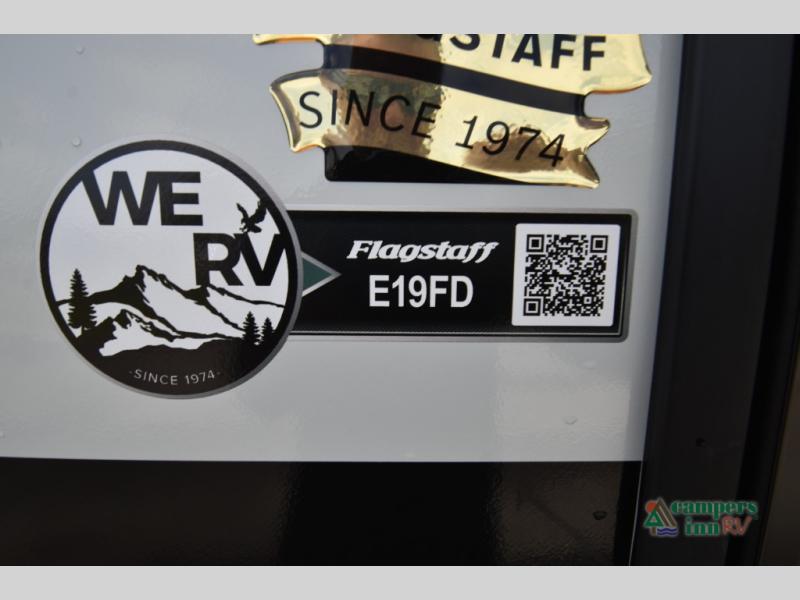 STAFF
SINCE 1974
WE
RV
-SINCE 1974-
Flagstaff
E19FD
campers
inn RV